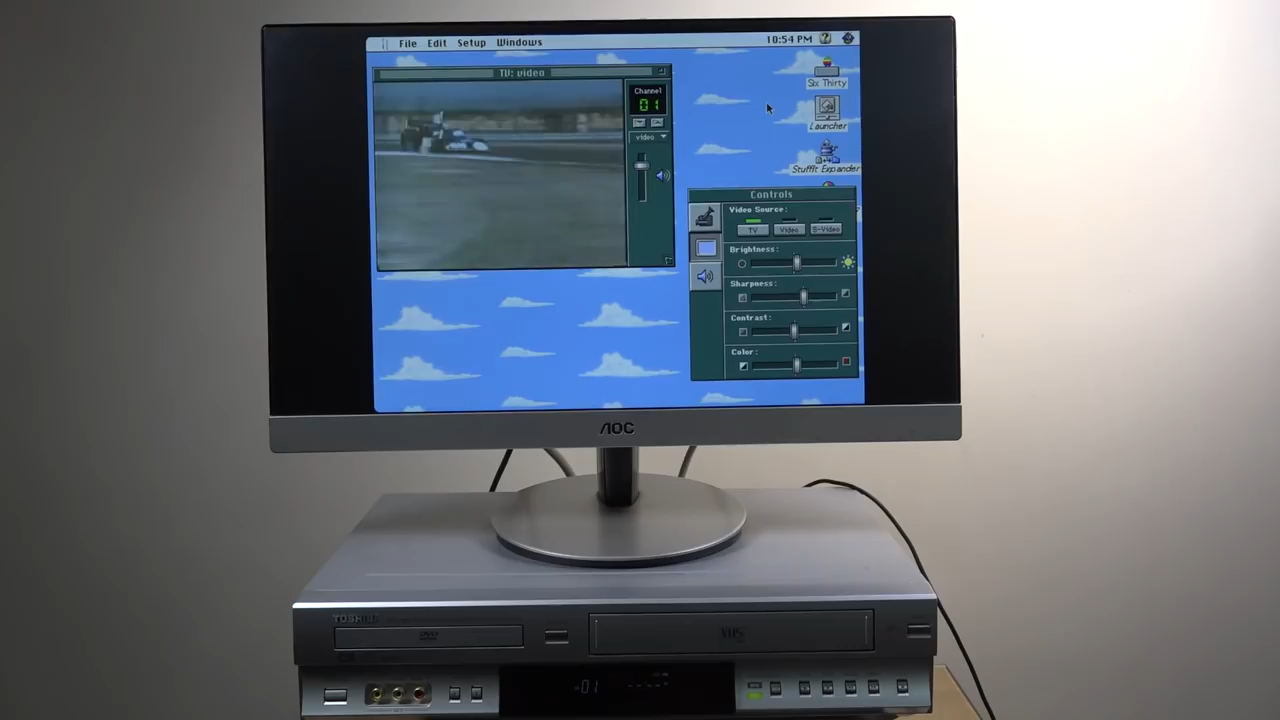 File Edit Setup Windows 10:54 PM
TV: video
Channel
01
video
Six Thirty
Launcher
StuffIt Expander
Controls
Video Source:
TV Video S-Video
Brightness:
Sharpness:
Contrast:
Color:
AOC
TOSHIBA
DVD
VHS
01